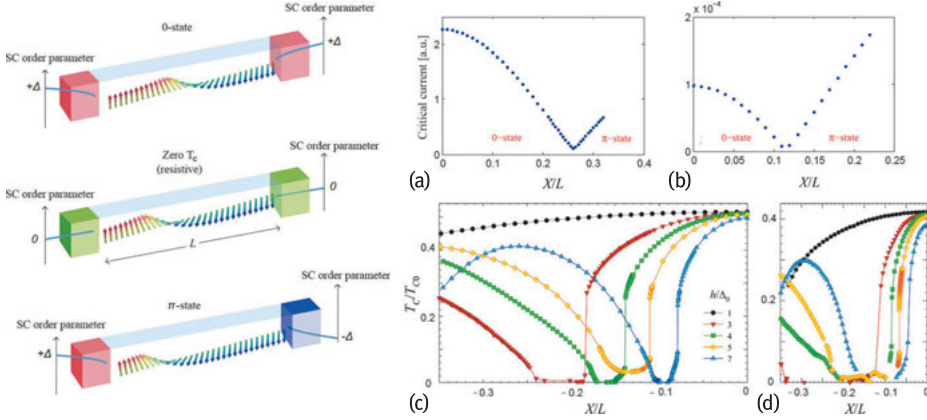 SC order parameter
0-state
+Δ
SC order parameter
+Δ
SC order parameter
Zero Tc
(resistive)
0
SC order parameter
0
L
SC order parameter
π-state
-Δ
SC order parameter
+Δ
Critical current [a.u.]
2
1
0
0-state
π-state
0 0.1 0.2 0.3 0.4
(a)
X/L
× 10⁻⁴
2
1
0
0-state
π-state
0 0.05 0.10 0.15 0.20 0.25
(b)
X/L
Tc/Tc0
0.4
0.2
0
h/Δ0
1
3
4
5
7
−0.3 −0.2 −0.1 0
(c)
X/L
0.4
0.2
0
−0.3 −0.2 −0.1 0
(d)
X/L